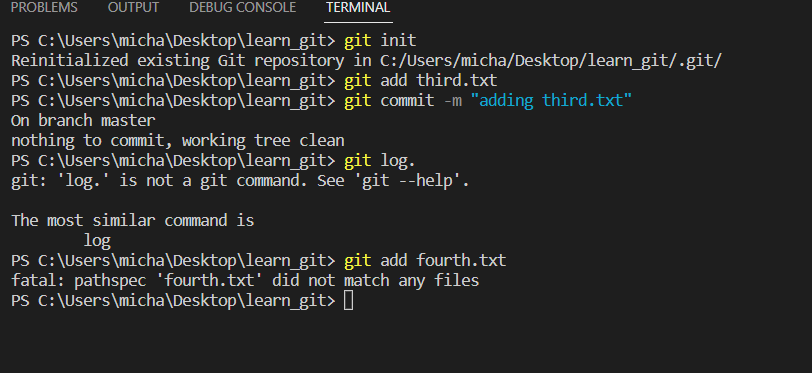 PROBLEMS OUTPUT DEBUG CONSOLE TERMINAL
PS C:\Users\micha\Desktop\learn_git> git init
Reinitialized existing Git repository in C:/Users/micha/Desktop/learn_git/.git/
PS C:\Users\micha\Desktop\learn_git> git add third.txt
PS C:\Users\micha\Desktop\learn_git> git commit -m "adding third.txt"
On branch master
nothing to commit, working tree clean
PS C:\Users\micha\Desktop\learn_git> git log.
git: 'log.' is not a git command. See 'git --help'.
The most similar command is
log
PS C:\Users\micha\Desktop\learn_git> git add fourth.txt
fatal: pathspec 'fourth.txt' did not match any files
PS C:\Users\micha\Desktop\learn_git>